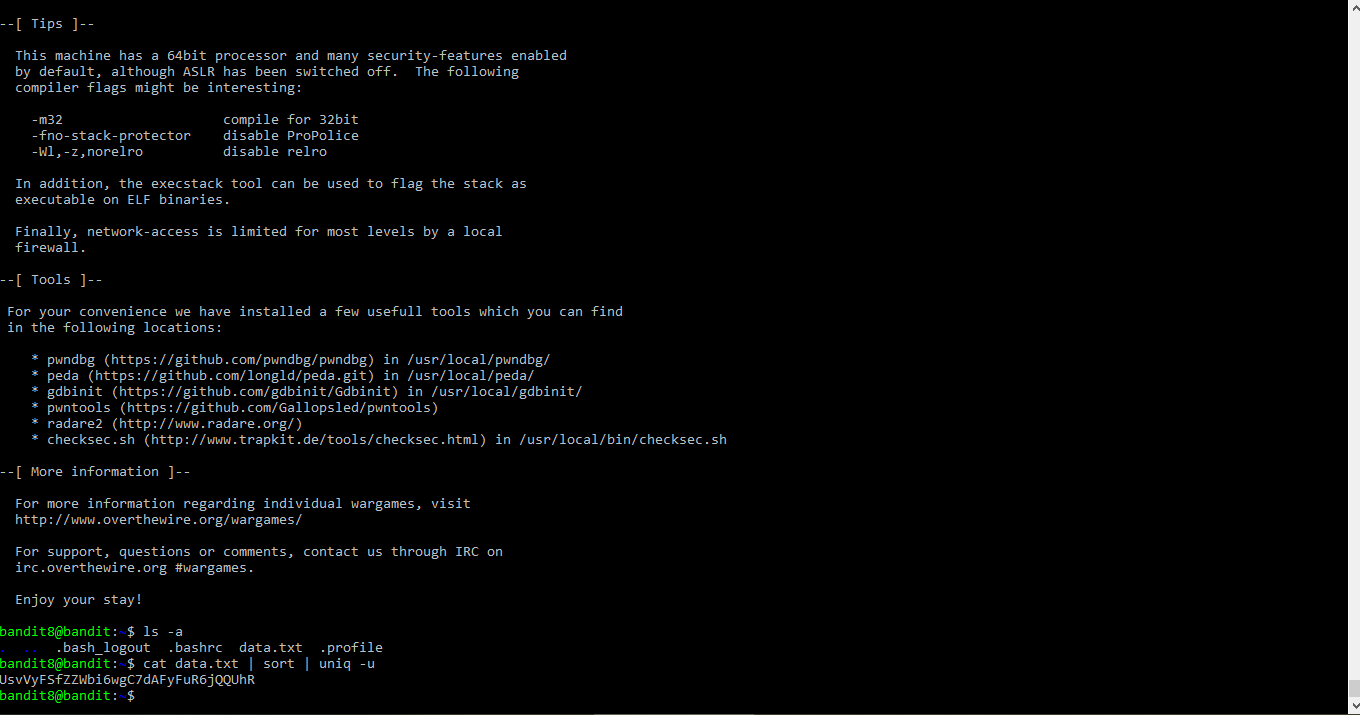 --[ Tips ]--
This machine has a 64bit processor and many security-features enabled
by default, although ASLR has been switched off.  The following
compiler flags might be interesting:
-m32                    compile for 32bit
-fno-stack-protector    disable ProPolice
-Wl,-z,norelro          disable relro
In addition, the execstack tool can be used to flag the stack as
executable on ELF binaries.
Finally, network-access is limited for most levels by a local
firewall.
--[ Tools ]--
For your convenience we have installed a few usefull tools which you can find
in the following locations:
* pwndbg (https://github.com/pwndbg/pwndbg) in /usr/local/pwndbg/
* peda (https://github.com/longld/peda.git) in /usr/local/peda/
* gdbinit (https://github.com/gdbinit/Gdbinit) in /usr/local/gdbinit/
* pwntools (https://github.com/Gallopsled/pwntools)
* radare2 (http://www.radare.org/)
* checksec.sh (http://www.trapkit.de/tools/checksec.html) in /usr/local/bin/checksec.sh
--[ More information ]--
For more information regarding individual wargames, visit
http://www.overthewire.org/wargames/
For support, questions or comments, contact us through IRC on
irc.overthewire.org #wargames.
Enjoy your stay!
bandit8@bandit:~$ ls -a
.  ..  .bash_logout  .bashrc  data.txt  .profile
bandit8@bandit:~$ cat data.txt | sort | uniq -u
UsvVyFSfZZWbi6wgC7dAFyFuR6jQQUhR
bandit8@bandit:~$